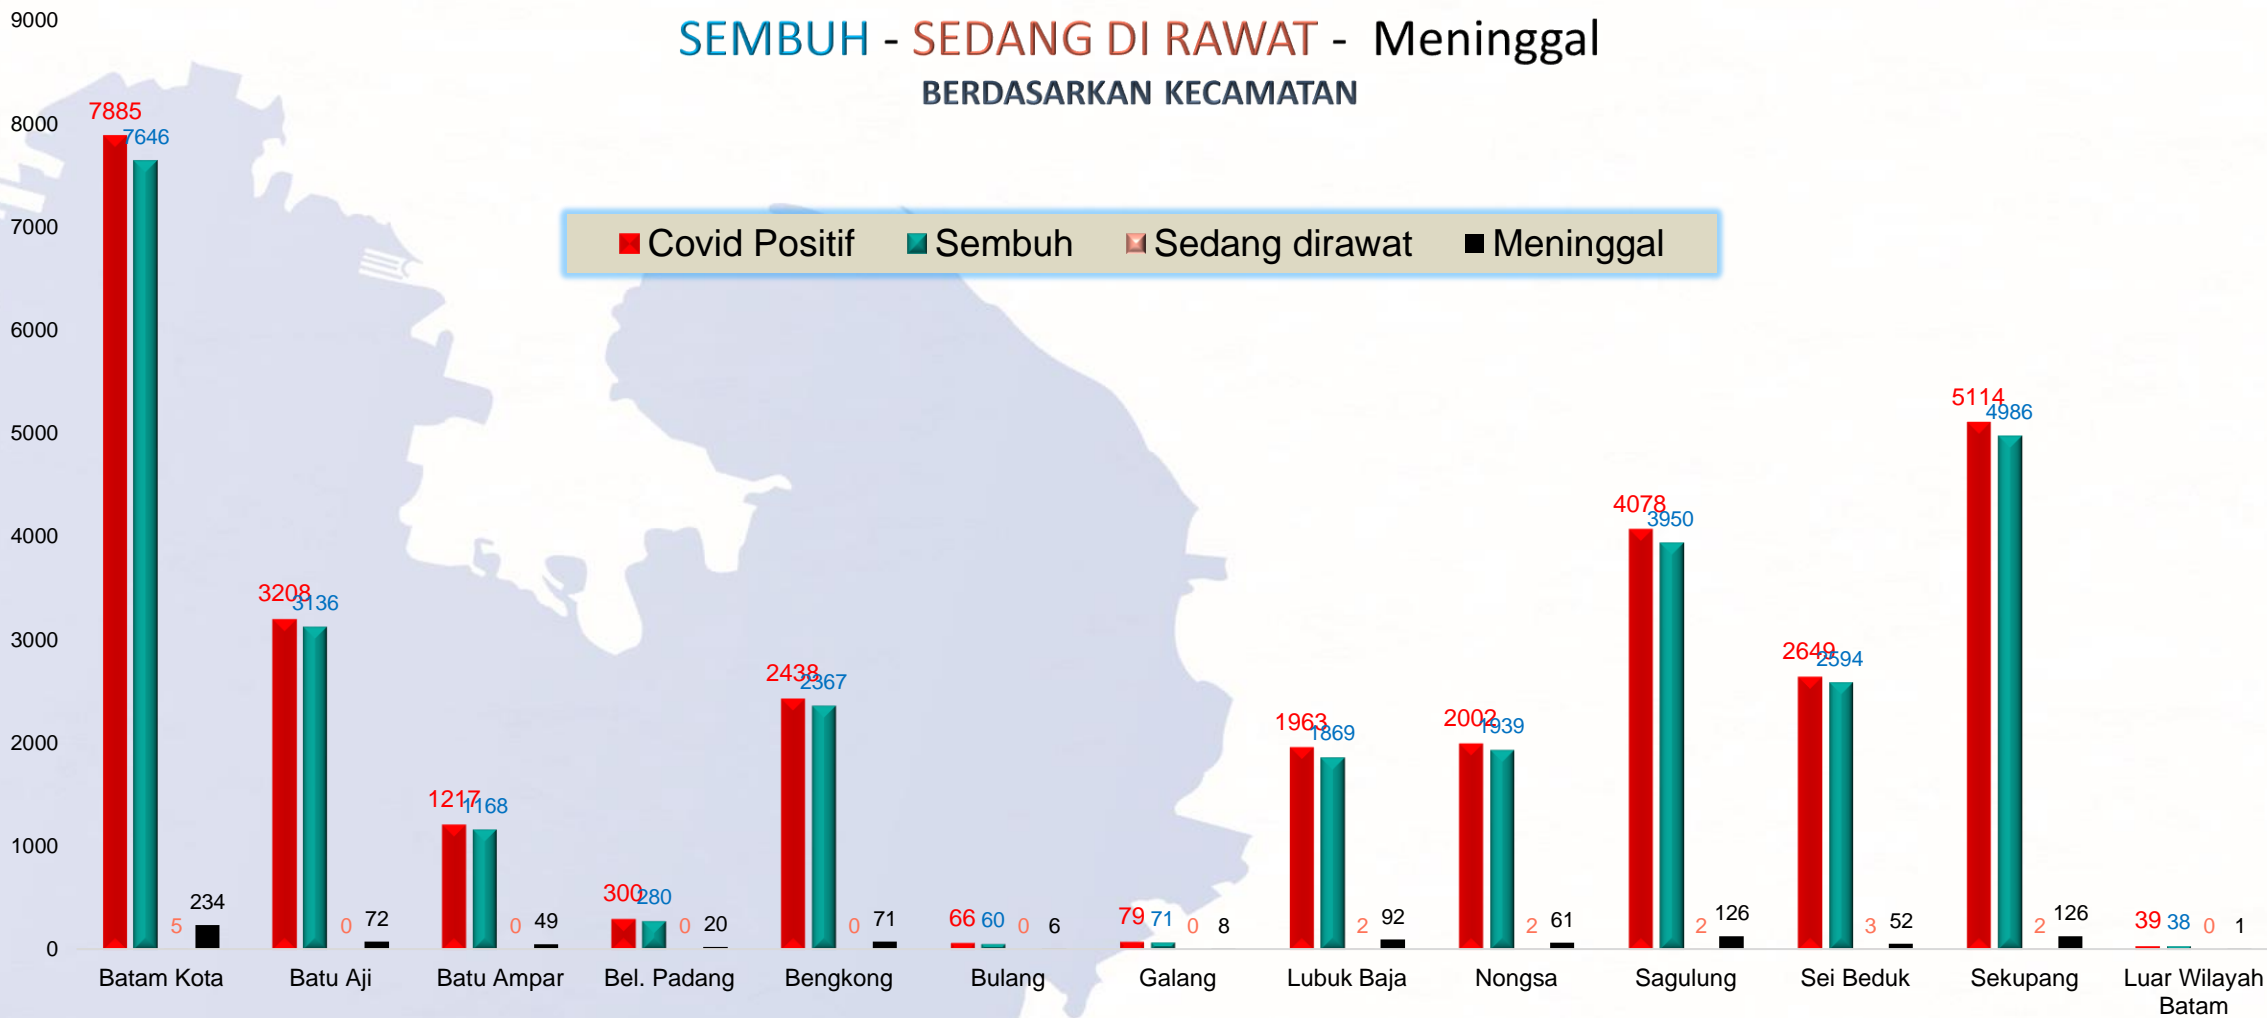 SEMBUH - SEDANG DI RAWAT - Meninggal
BERDASARKAN KECAMATAN
Covid Positif Sembuh Sedang dirawat Meninggal
9000
8000
7000
6000
5000
4000
3000
2000
1000
0
7885 7646 5 234
3208 3136 0 72
1217 1168 0 49
300 280 0 20
2438 2367 0 71
66 60 0 6
79 71 0 8
1963 1869 2 92
2002 1939 2 61
4078 3950 2 126
2649 2594 3 52
5114 4986 2 126
39 38 0 1
Batam Kota Batu Aji Batu Ampar Bel. Padang Bengkong Bulang Galang Lubuk Baja Nongsa Sagulung Sei Beduk Sekupang Luar Wilayah
Batam